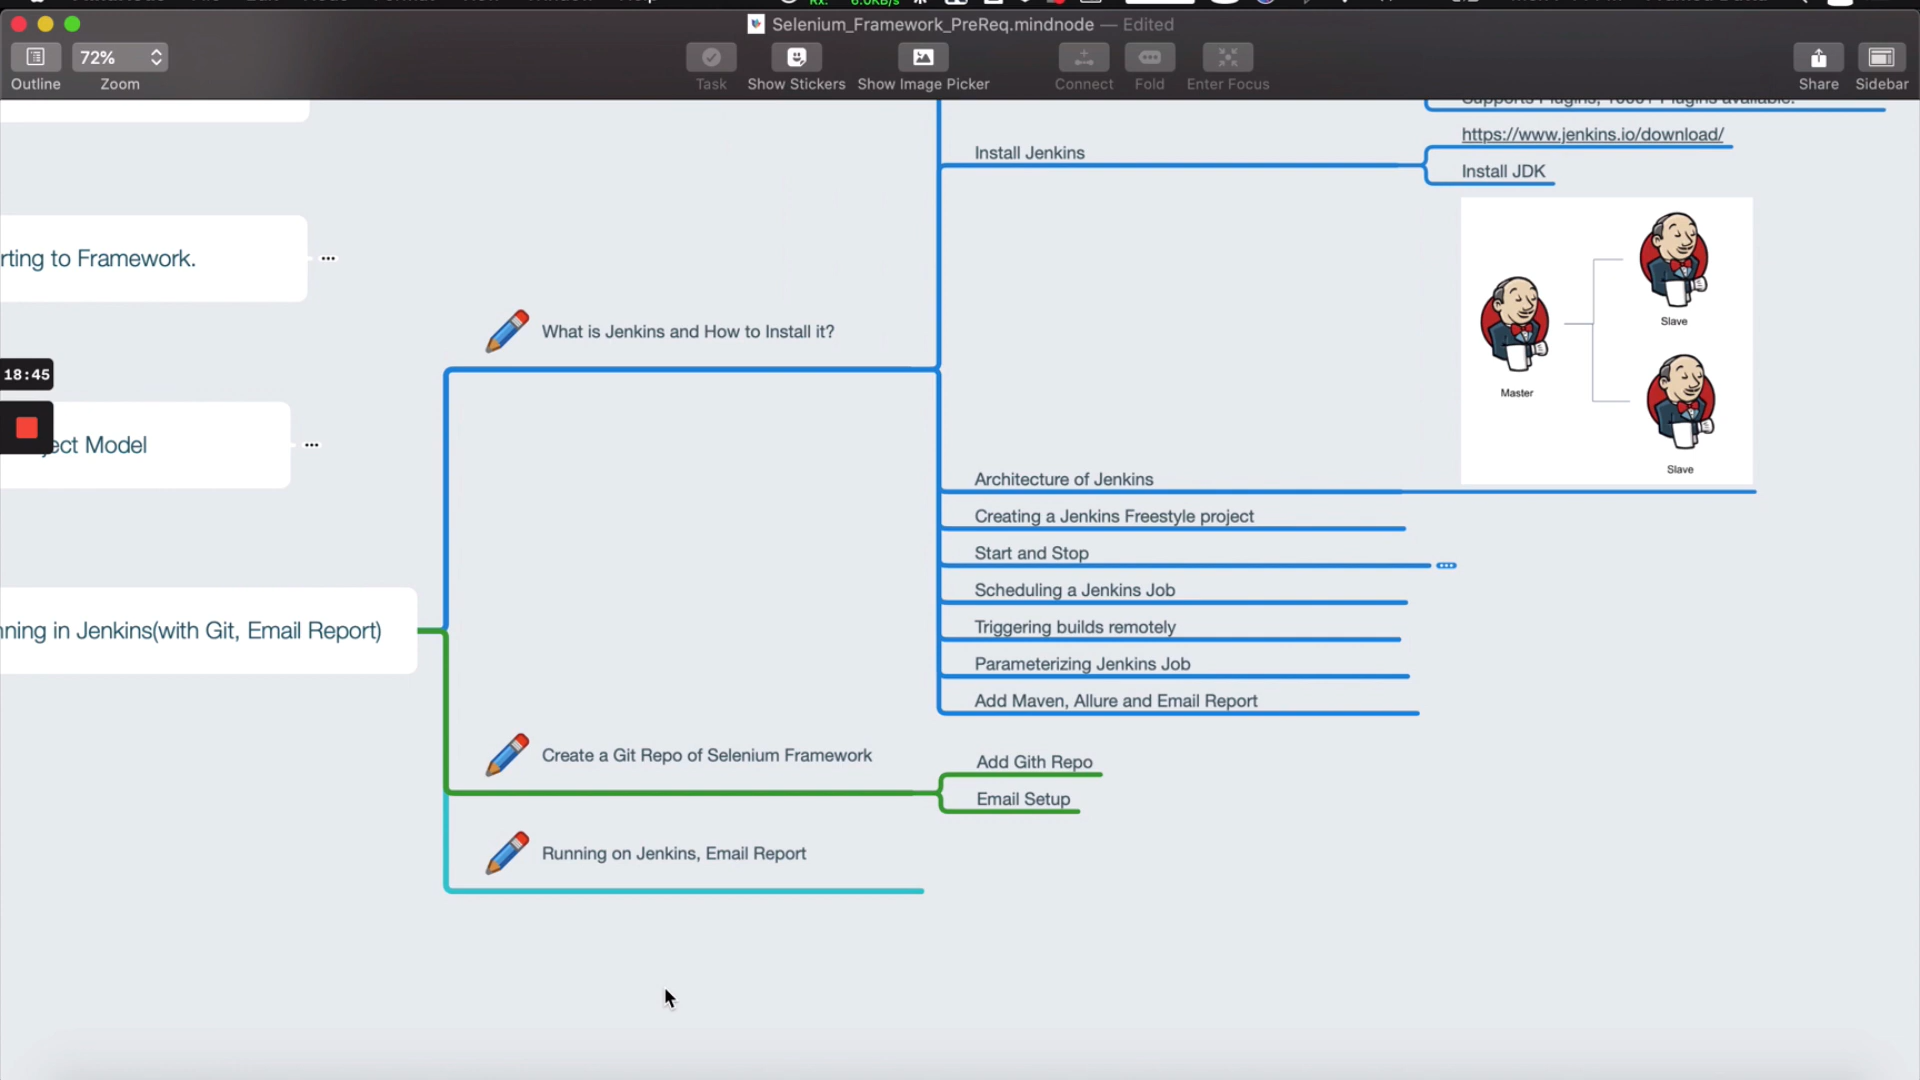 Rx: 6.0KB/s
Selenium_Framework_PreReq.mindnode — Edited
72%
Outline
Zoom
Task
Show Stickers
Show Image Picker
Connect
Fold
Enter Focus
Share
Sidebar
https://www.jenkins.io/download/
Install Jenkins
Install JDK
rting to Framework.
Slave
What is Jenkins and How to Install it?
18:45
Master
ect Model
Slave
Architecture of Jenkins
Creating a Jenkins Freestyle project
Start and Stop
Scheduling a Jenkins Job
Triggering builds remotely
nning in Jenkins(with Git, Email Report)
Parameterizing Jenkins Job
Add Maven, Allure and Email Report
Create a Git Repo of Selenium Framework
Add Gith Repo
Email Setup
Running on Jenkins, Email Report